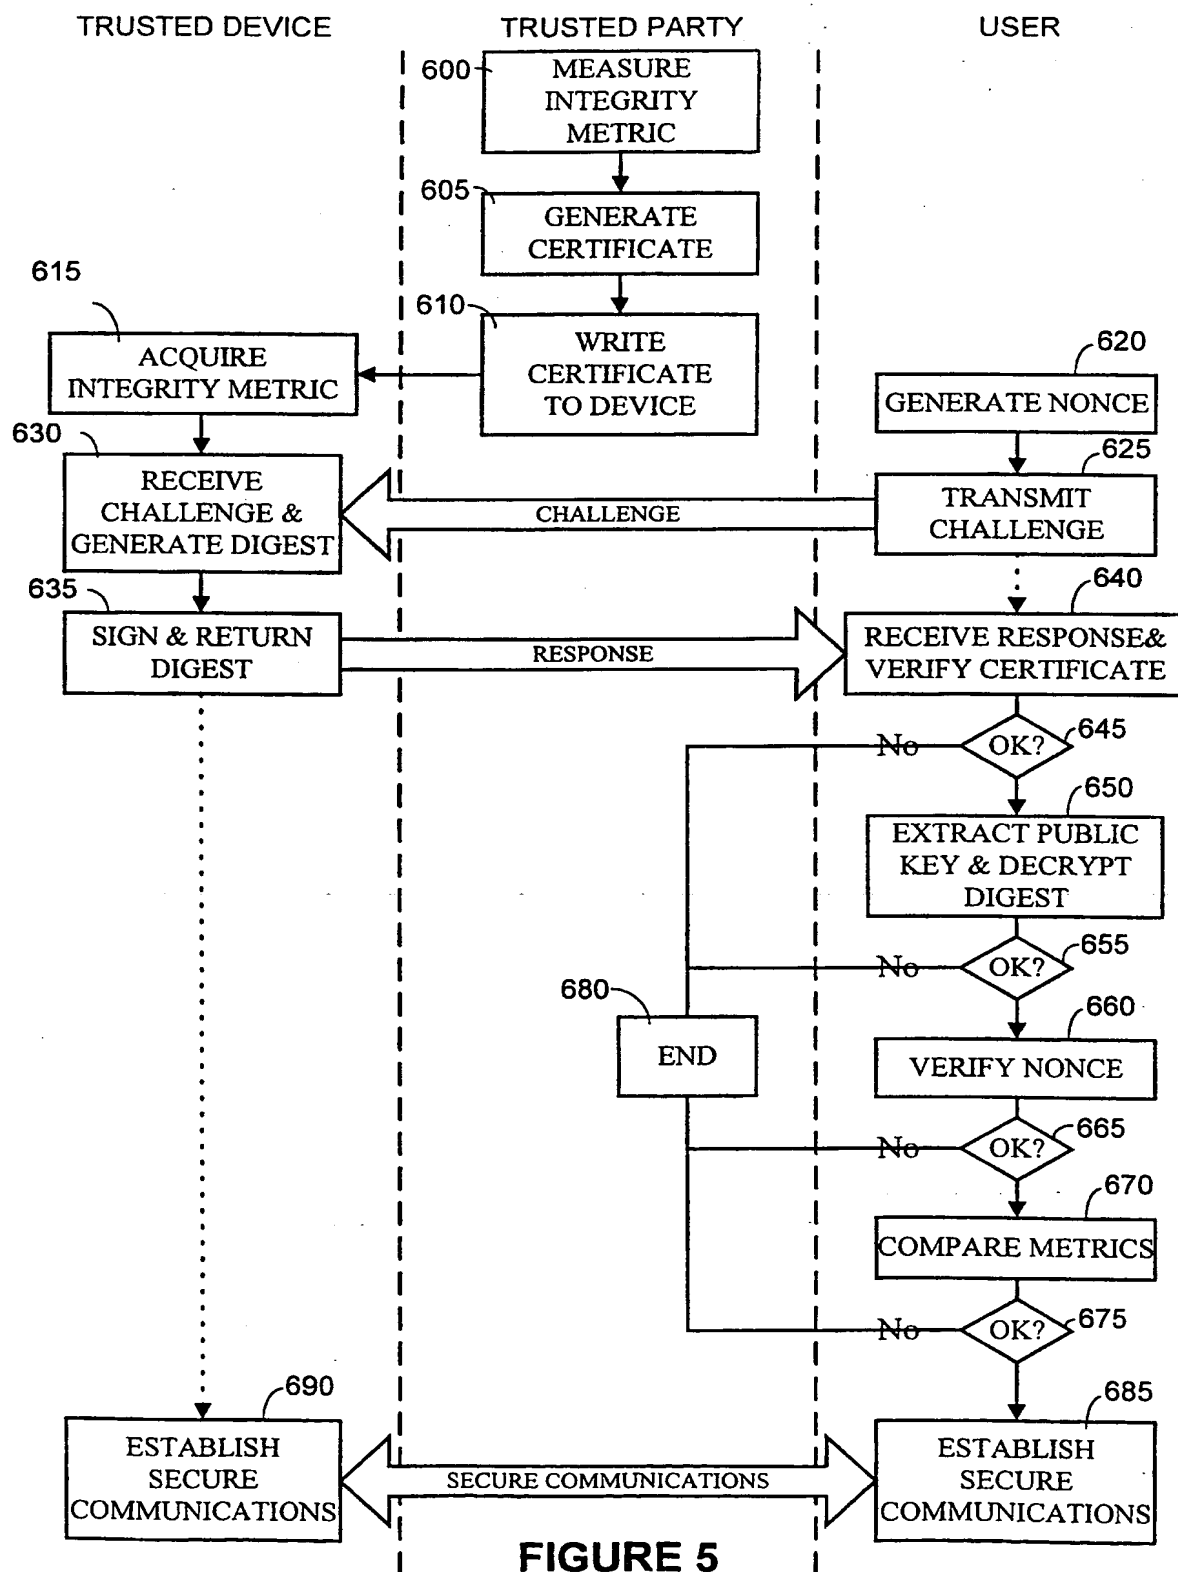 TRUSTED DEVICE
TRUSTED PARTY
USER
600
MEASURE
INTEGRITY
METRIC
605
GENERATE
CERTIFICATE
610
WRITE
CERTIFICATE
TO DEVICE
615
ACQUIRE
INTEGRITY METRIC
620
GENERATE NONCE
625
TRANSMIT
CHALLENGE
CHALLENGE
630
RECEIVE
CHALLENGE &
GENERATE DIGEST
635
SIGN & RETURN
DIGEST
RESPONSE
640
RECEIVE RESPONSE&
VERIFY CERTIFICATE
645
OK?
No
650
EXTRACT PUBLIC
KEY & DECRYPT
DIGEST
655
OK?
No
680
END
660
VERIFY NONCE
665
OK?
No
670
COMPARE METRICS
675
OK?
No
690
ESTABLISH
SECURE
COMMUNICATIONS
SECURE COMMUNICATIONS
685
ESTABLISH
SECURE
COMMUNICATIONS
FIGURE 5